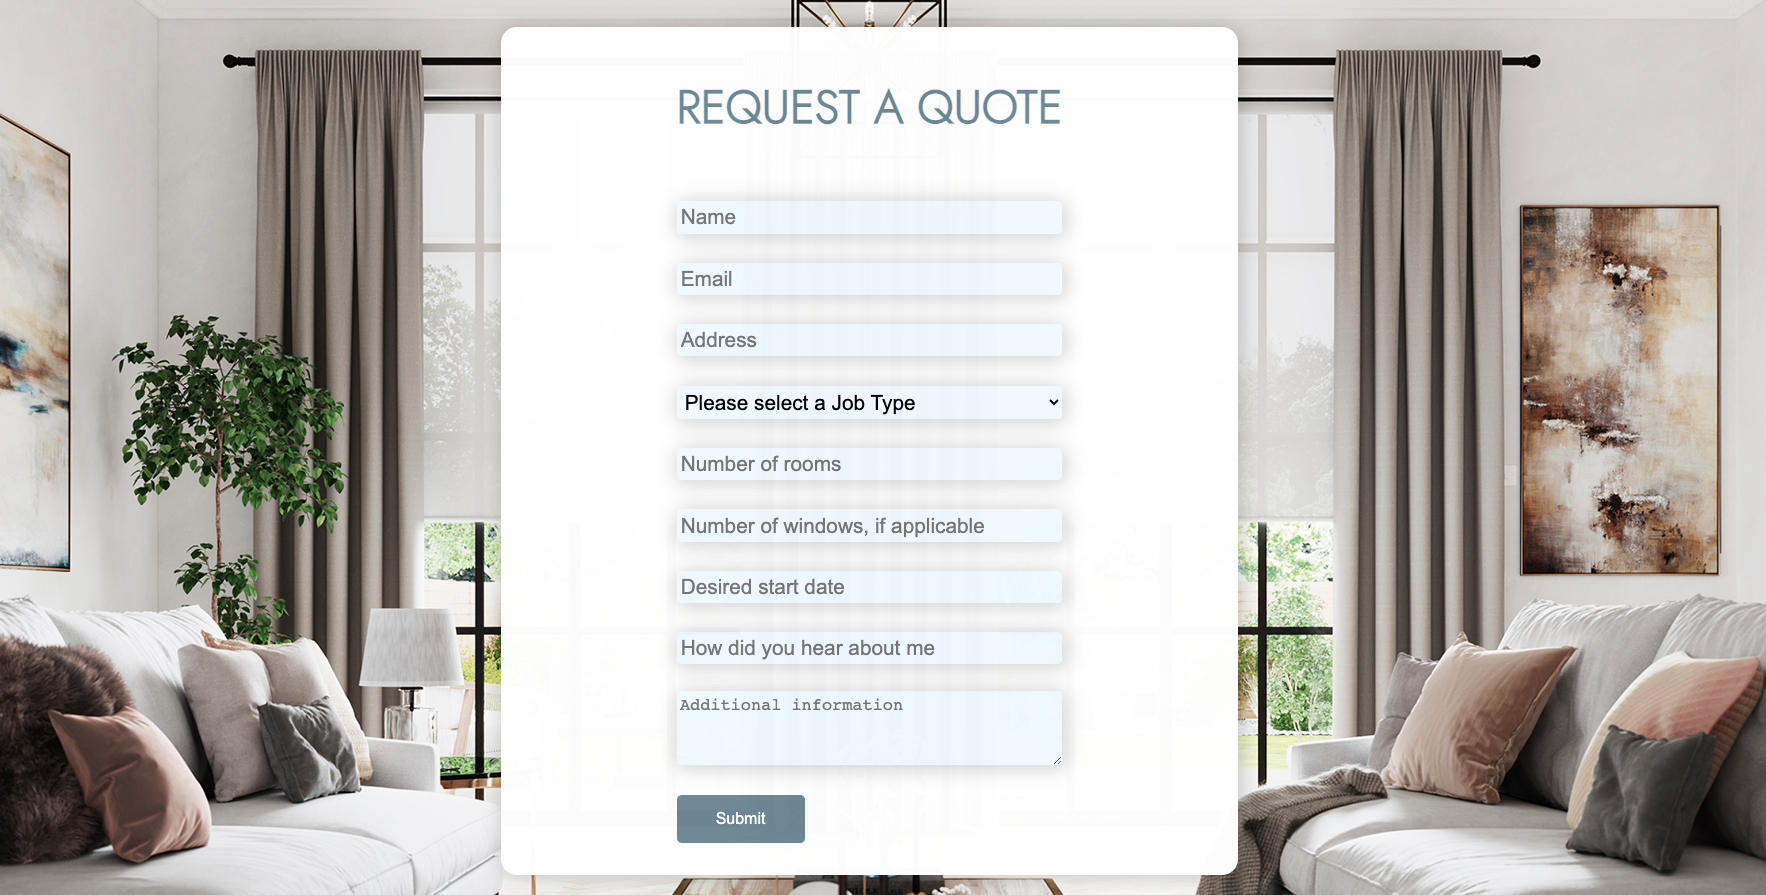 REQUEST A QUOTE
Name
Email
Address
Please select a Job Type
Number of rooms
Number of windows, if applicable
Desired start date
How did you hear about me
Additional information
Submit